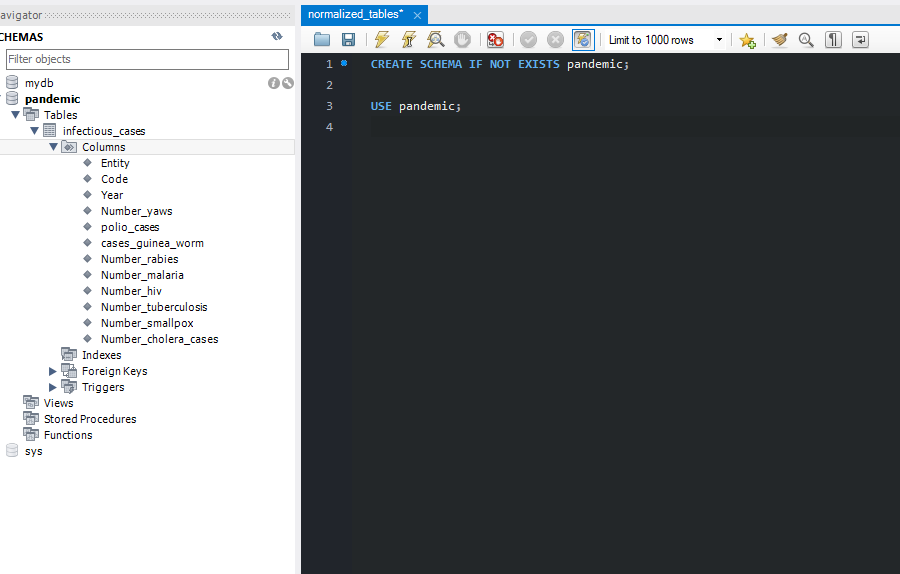 avigator
normalized_tables*
CHEMAS
Filter objects
mydb
pandemic
Tables
infectious_cases
Columns
Entity
Code
Year
Number_yaws
polio_cases
cases_guinea_worm
Number_rabies
Number_malaria
Number_hiv
Number_tuberculosis
Number_smallpox
Number_cholera_cases
Indexes
Foreign Keys
Triggers
Views
Stored Procedures
Functions
sys
Limit to 1000 rows
1 CREATE SCHEMA IF NOT EXISTS pandemic;
2
3 USE pandemic;
4